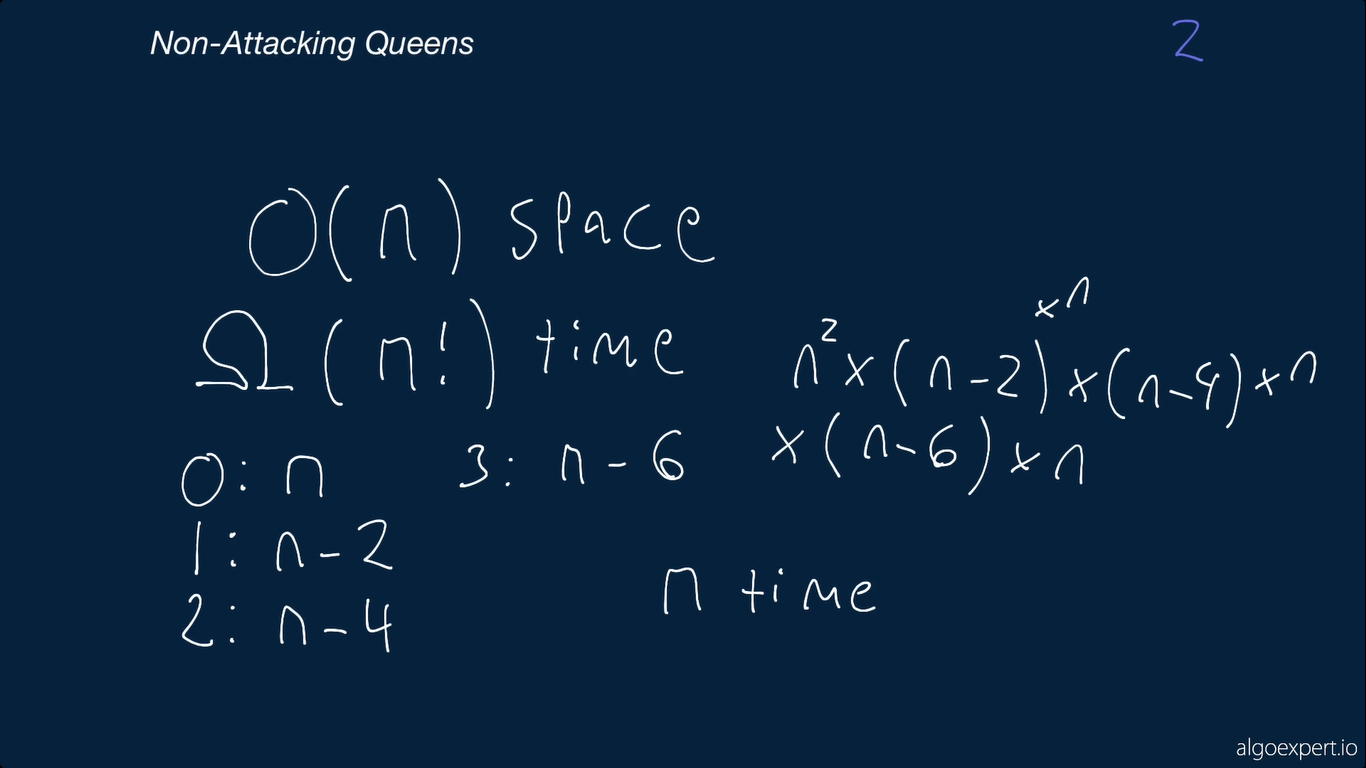 Non-Attacking Queens
2
O(n) space
Ω(n!) time
n² × (n-2) × n × (n-4) × n
× (n-6) × n
0: n
3: n-6
1: n-2
2: n-4
n time
algoexpert.io